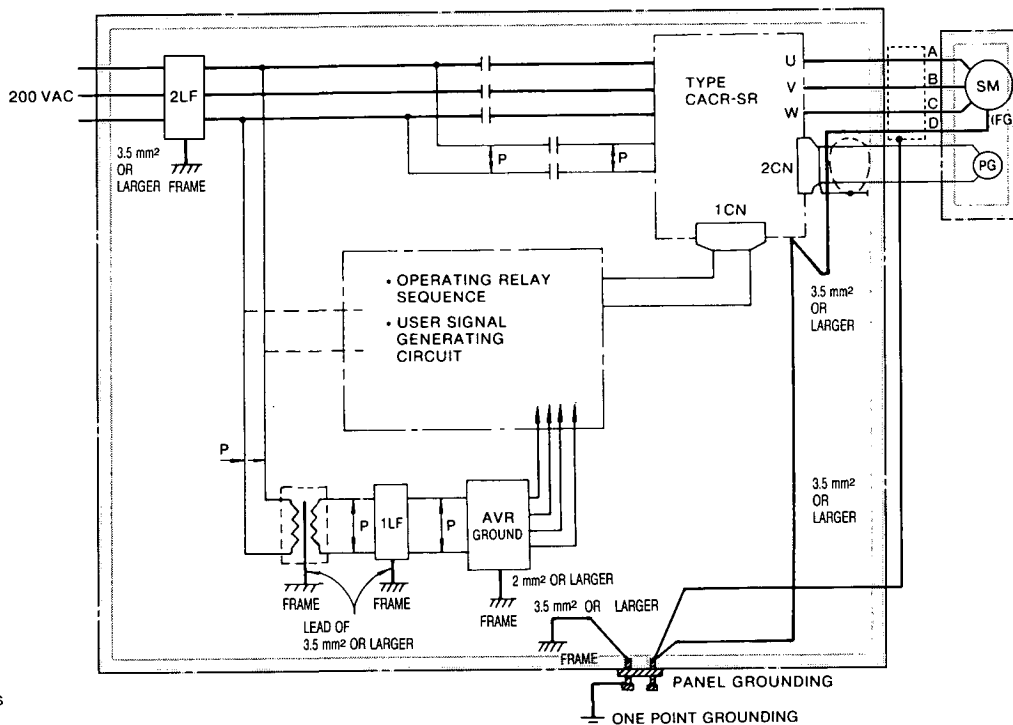 200 VAC
2LF
3.5 mm²
OR
LARGER
FRAME
P
P
TYPE
CACR-SR
U
V
W
A
B
C
D
SM
(FG
2CN
PG
1CN
• OPERATING RELAY
SEQUENCE
• USER SIGNAL
GENERATING
CIRCUIT
3.5 mm²
OR
LARGER
P
P
1LF
P
AVR
GROUND
3.5 mm²
OR
LARGER
FRAME
FRAME
LEAD OF
3.5 mm² OR LARGER
FRAME
2 mm² OR LARGER
3.5 mm² OR LARGER
FRAME
PANEL GROUNDING
ONE POINT GROUNDING
S